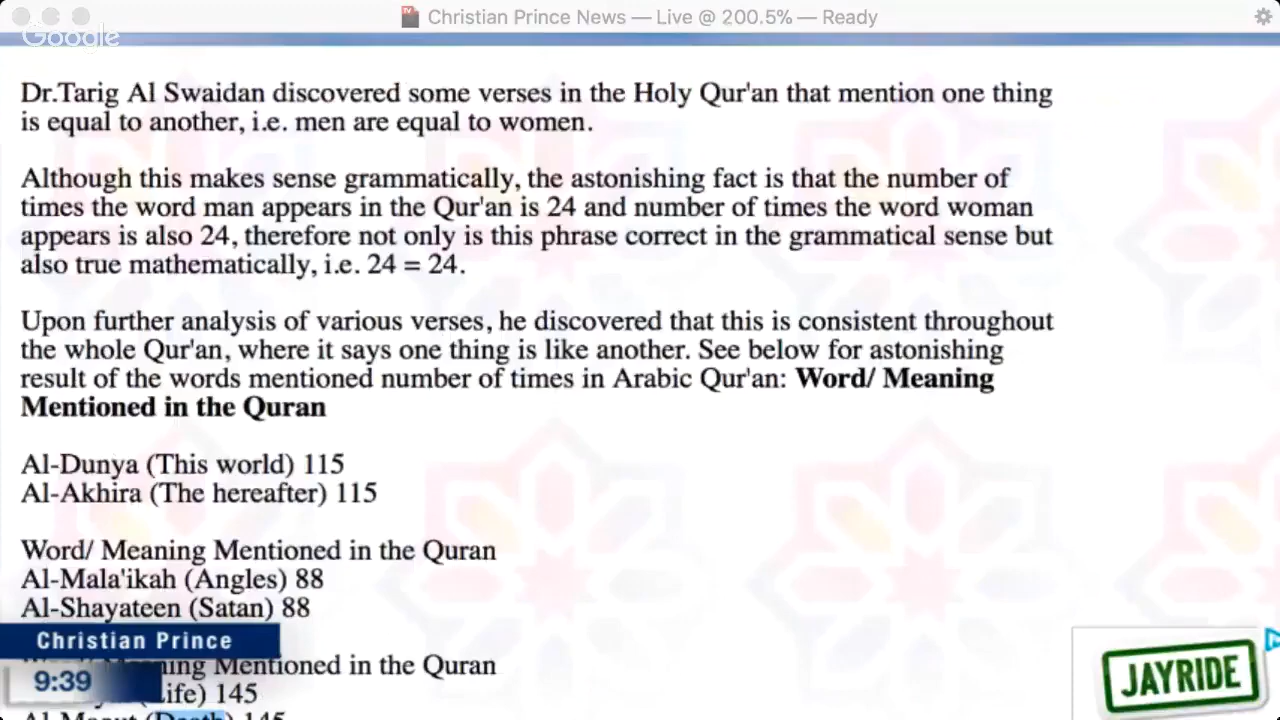 Christian Prince News — Live @ 200.5% — Ready
Google
Dr.Tarig Al Swaidan discovered some verses in the Holy Qur'an that mention one thing
is equal to another, i.e. men are equal to women.
Although this makes sense grammatically, the astonishing fact is that the number of
times the word man appears in the Qur'an is 24 and number of times the word woman
appears is also 24, therefore not only is this phrase correct in the grammatical sense but
also true mathematically, i.e. 24 = 24.
Upon further analysis of various verses, he discovered that this is consistent throughout
the whole Qur'an, where it says one thing is like another. See below for astonishing
result of the words mentioned number of times in Arabic Qur'an: Word/ Meaning
Mentioned in the Quran
Al-Dunya (This world) 115
Al-Akhira (The hereafter) 115
Word/ Meaning Mentioned in the Quran
Al-Mala'ikah (Angles) 88
Al-Shayateen (Satan) 88
Christian Prince
Mentioned in the Quran
9:39
145
JAYRIDE